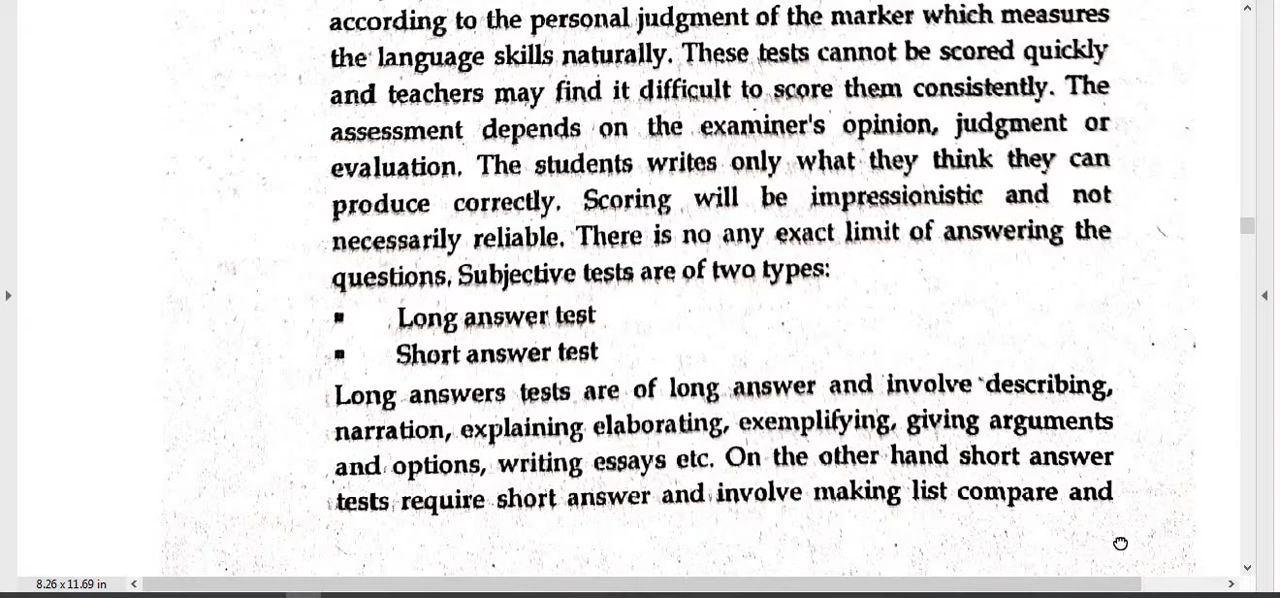 according to the personal judgment of the marker which measures
the language skills naturally. These tests cannot be scored quickly
and teachers may find it difficult to score them consistently. The
assessment depends on the examiner's opinion, judgment or
evaluation. The students writes only what they think they can
produce correctly. Scoring will be impressionistic and not
necessarily reliable. There is no any exact limit of answering the
questions. Subjective tests are of two types:
▪ Long answer test
▪ Short answer test
Long answers tests are of long answer and involve describing,
narration, explaining elaborating, exemplifying, giving arguments
and options, writing essays etc. On the other hand short answer
tests require short answer and involve making list compare and
8.26 x 11.69 in